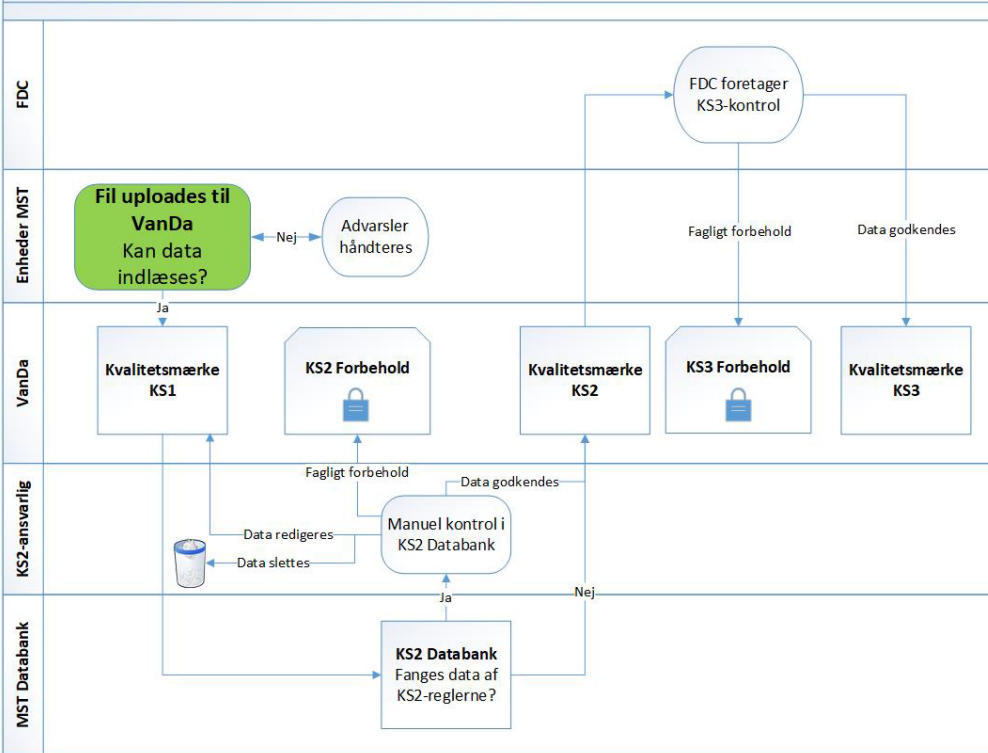 FDC
FDC foretager
KS3-kontrol
Enheder MST
Fil uploades til
VanDa
Kan data
indlæses?
Nej
Advarsler
håndteres
Fagligt forbehold
Data godkendes
Ja
VanDa
Kvalitetsmærke
KS1
KS2 Forbehold
Kvalitetsmærke
KS2
KS3 Forbehold
Kvalitetsmærke
KS3
KS2-ansvarlig
Fagligt forbehold
Data godkendes
Manuel kontrol i
KS2 Databank
Data redigeres
Data slettes
Ja
Nej
MST Databank
KS2 Databank
Fanges data af
KS2-reglerne?